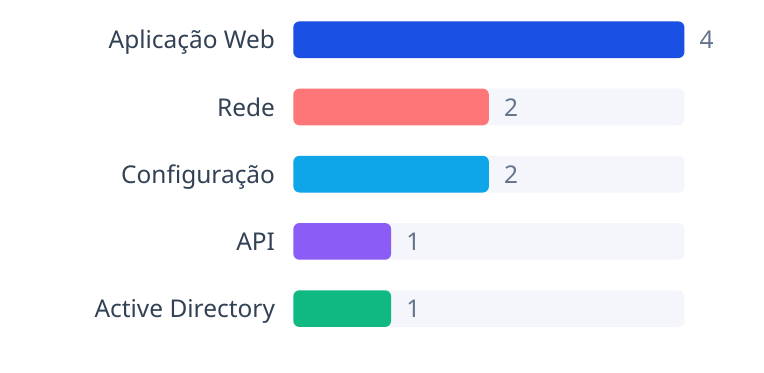 Aplicação Web 4
Rede 2
Configuração 2
API 1
Active Directory 1